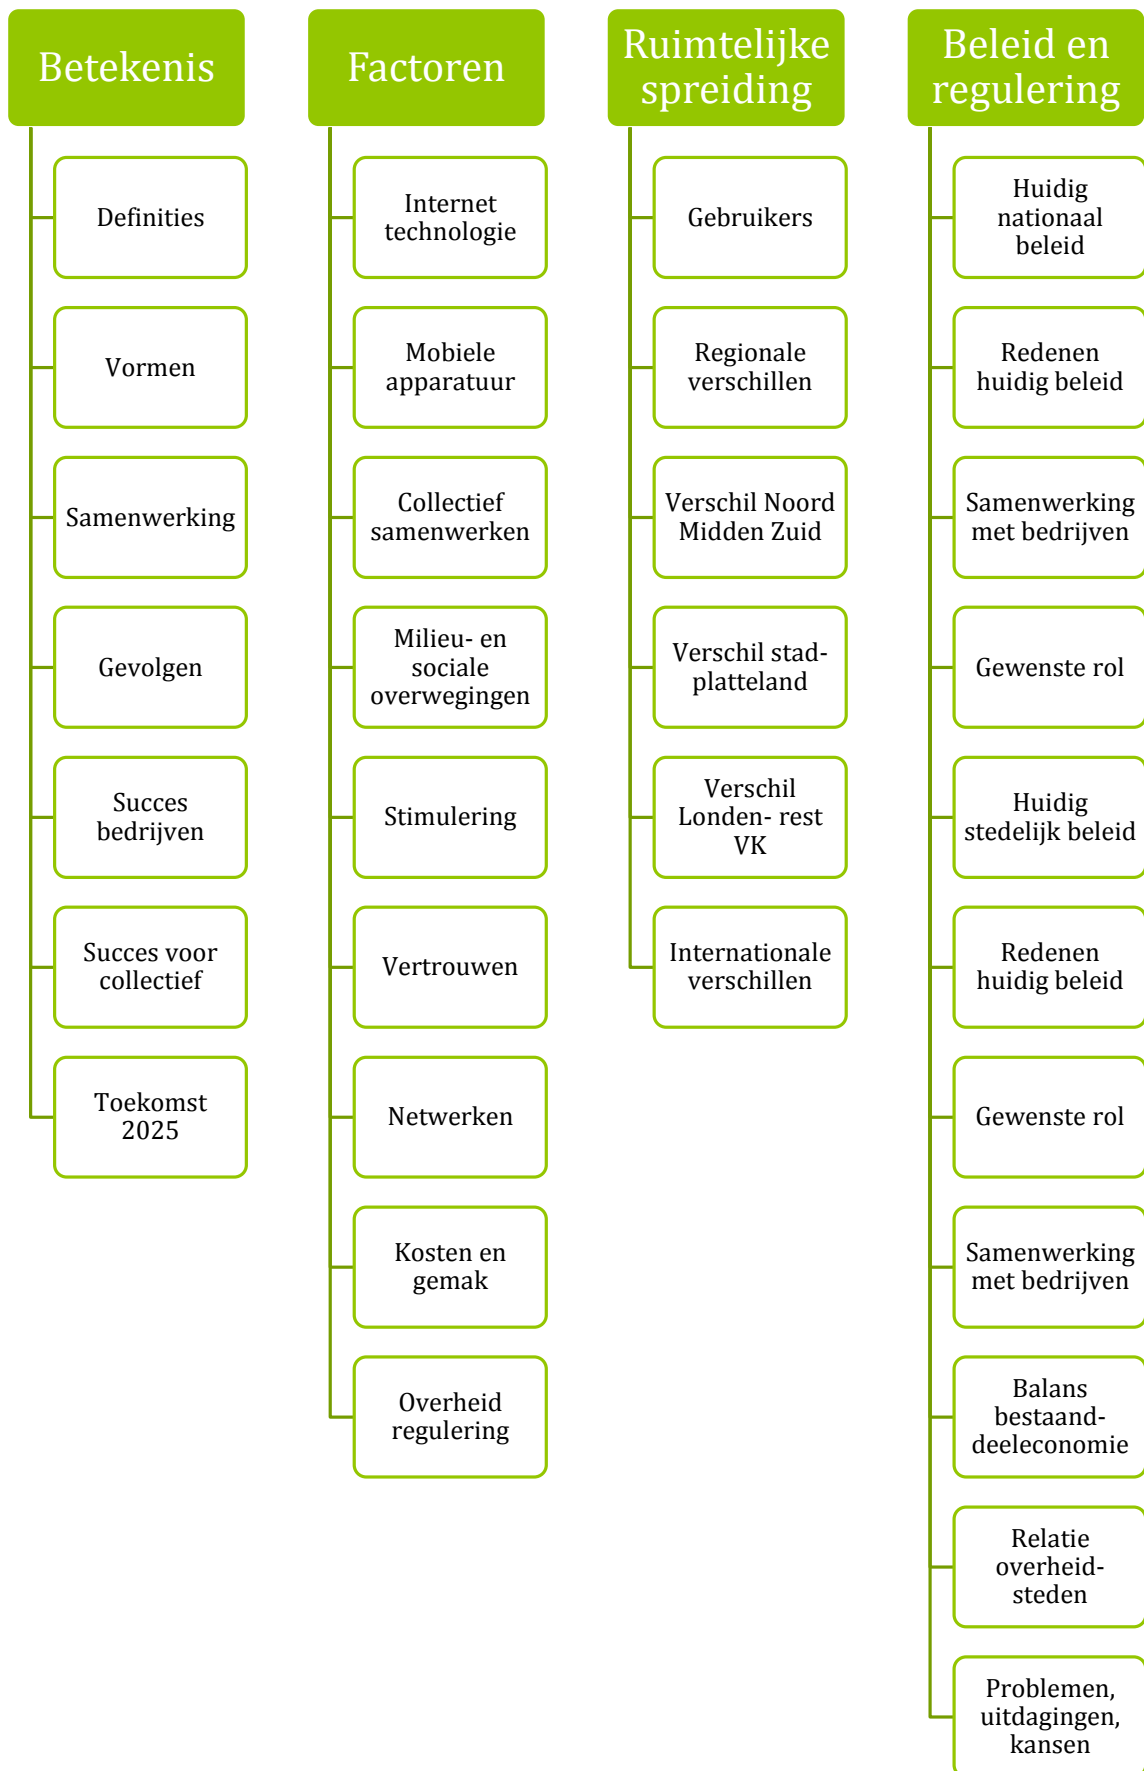 Betekenis
Definities
Vormen
Samenwerking
Gevolgen
Succes
bedrijven
Succes voor
collectief
Toekomst
2025
Factoren
Internet
technologie
Mobiele
apparatuur
Collectief
samenwerken
Milieu- en
sociale
overwegingen
Stimulering
Vertrouwen
Netwerken
Kosten en
gemak
Overheid
regulering
Ruimtelijke
spreiding
Gebruikers
Regionale
verschillen
Verschil Noord
Midden Zuid
Verschil stad-
platteland
Verschil
Londen- rest
VK
Internationale
verschillen
Beleid en
regulering
Huidig
nationaal
beleid
Redenen
huidig beleid
Samenwerking
met bedrijven
Gewenste rol
Huidig
stedelijk beleid
Redenen
huidig beleid
Gewenste rol
Samenwerking
met bedrijven
Balans
bestaand-
deeleconomie
Relatie
overheid-
steden
Problemen,
uitdagingen,
kansen